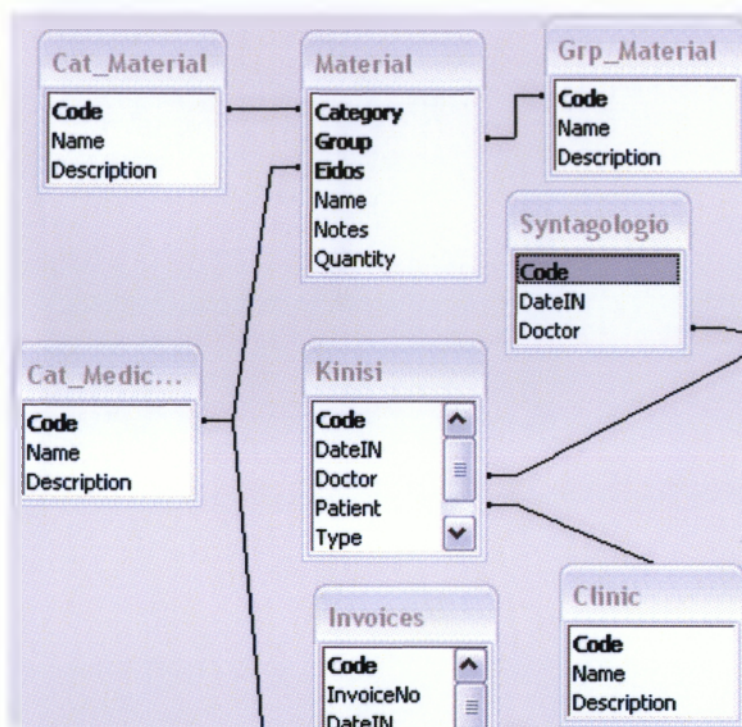 Cat_Material
Code
Name
Description
Material
Category
Group
Eidos
Name
Notes
Quantity
Grp_Material
Code
Name
Description
Syntagologio
Code
DateIN
Doctor
Cat_Medic...
Code
Name
Description
Kinisi
Code
DateIN
Doctor
Patient
Type
Invoices
Code
InvoiceNo
DateIN
Clinic
Code
Name
Description